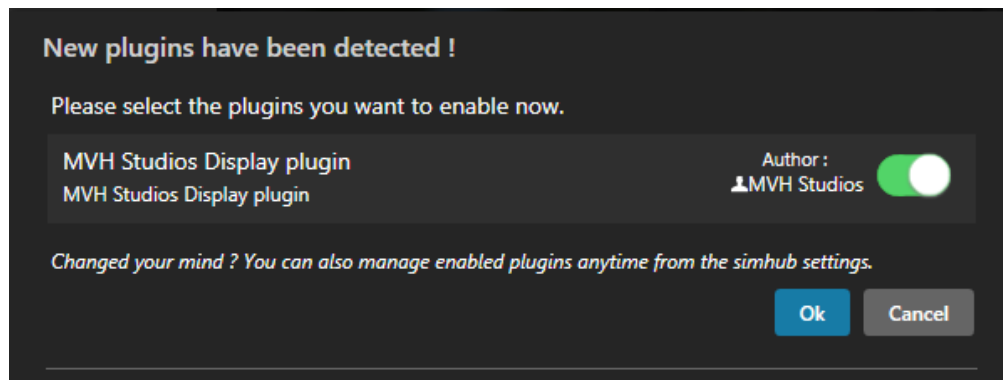 New plugins have been detected !
Please select the plugins you want to enable now.
MVH Studios Display plugin
MVH Studios Display plugin
Author :
MVH Studios
Changed your mind ? You can also manage enabled plugins anytime from the simhub settings.
Ok
Cancel